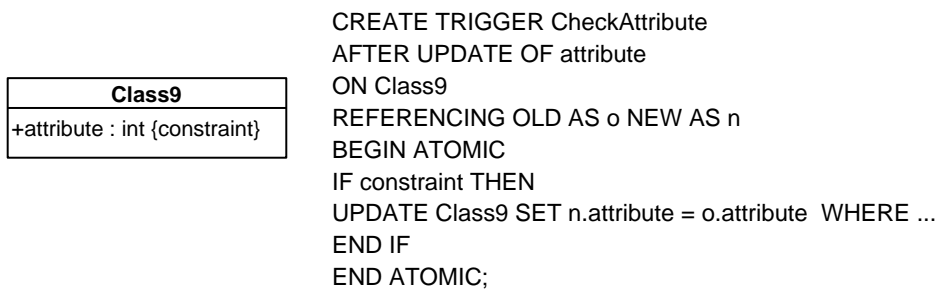 Class9
+attribute : int {constraint}
CREATE TRIGGER CheckAttribute
AFTER UPDATE OF attribute
ON Class9
REFERENCING OLD AS o NEW AS n
BEGIN ATOMIC
IF constraint THEN
UPDATE Class9 SET n.attribute = o.attribute WHERE ...
END IF
END ATOMIC;